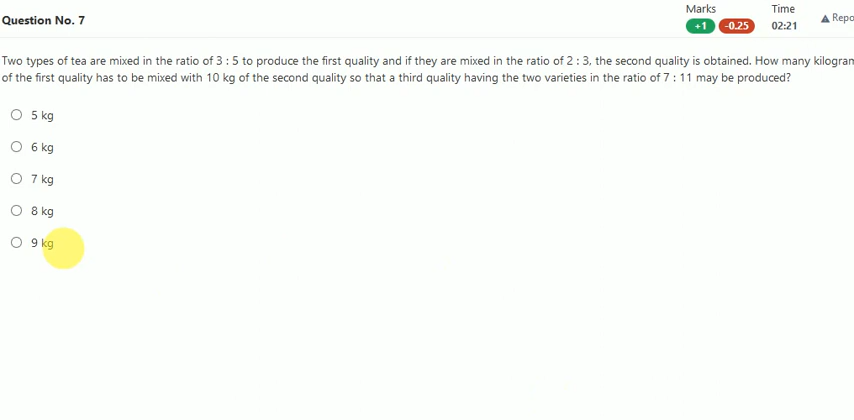 Question No. 7
Marks
Time
+1
-0.25
02:21
Two types of tea are mixed in the ratio of 3 : 5 to produce the first quality and if they are mixed in the ratio of 2 : 3, the second quality is obtained. How many
of the first quality has to be mixed with 10 kg of the second quality so that a third quality having the two varieties in the ratio of 7 : 11 may be produced?
5 kg
6 kg
7 kg
8 kg
9 kg